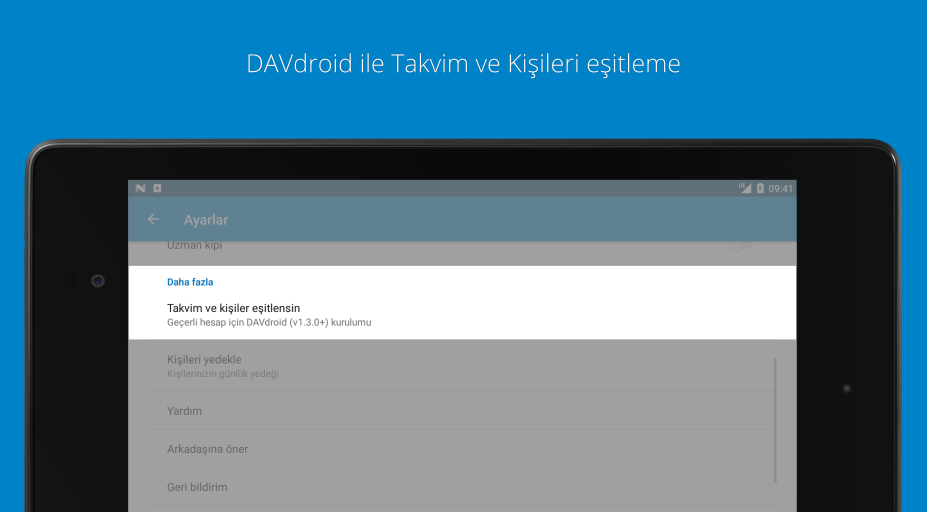 DAVdroid ile Takvim ve Kişileri eşitleme
09:41
Ayarlar
Uzman kipi
Daha fazla
Takvim ve kişiler eşitlensin
Geçerli hesap için DAVdroid (v1.3.0+) kurulumu
Kişileri yedekle
Kişilerinizin günlük yedeği
Yardım
Arkadaşına öner
Geri bildirim